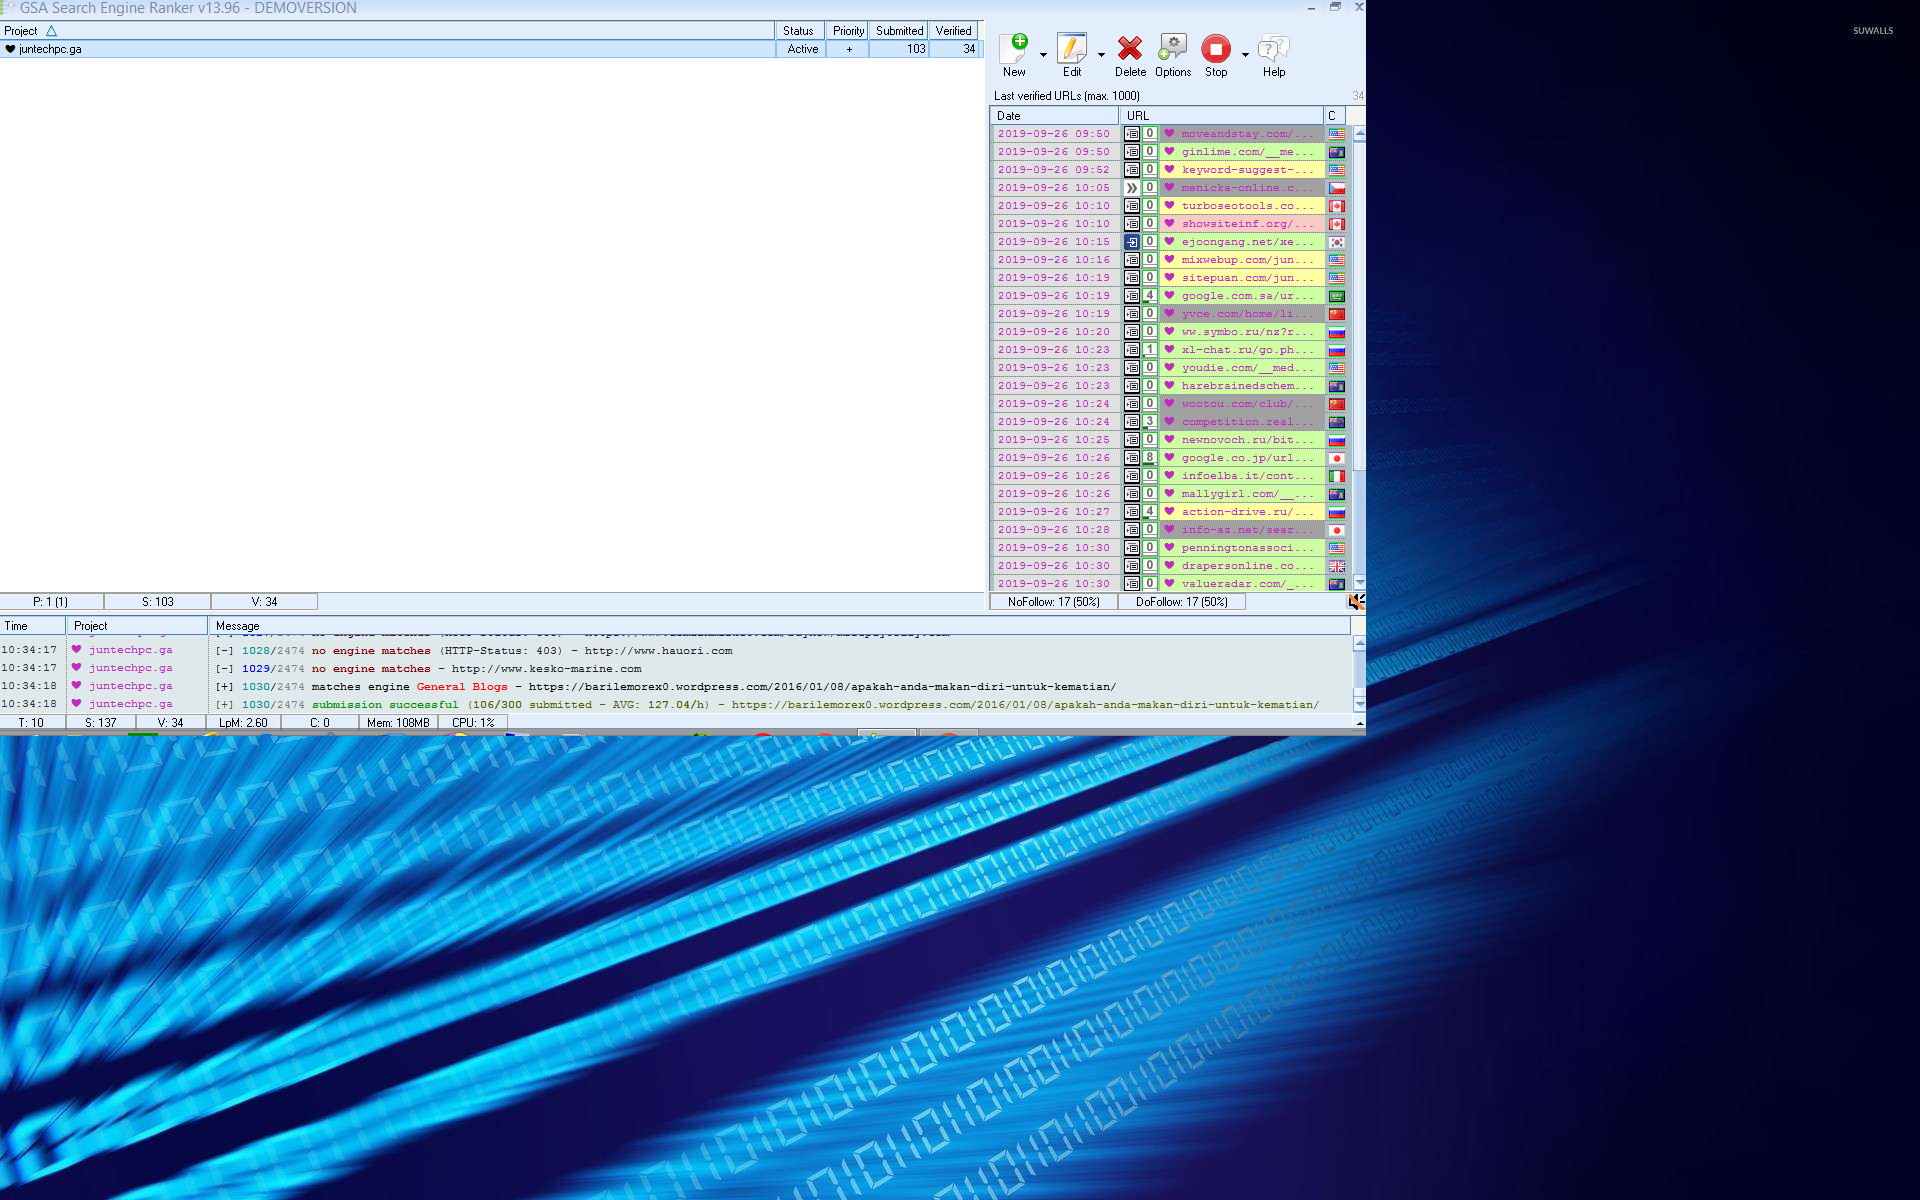 GSA Search Engine Ranker v13.96 - DEMOVERSION
SUWALLS
Project Status Priority Submitted Verified
juntechpc.ga Active + 103 34
New Edit Delete Options Stop Help
Last verified URLs (max. 1000) 34
Date URL C
2019-09-26 09:50 0 moveandstay.com/...
2019-09-26 09:50 0 ginlime.com/__me...
2019-09-26 09:52 0 keyword-suggest-...
2019-09-26 10:05 0 menicka-online.c...
2019-09-26 10:10 0 turboseotools.co...
2019-09-26 10:10 0 showsiteinf.org/...
2019-09-26 10:15 0 ejoongang.net/xe...
2019-09-26 10:16 0 mixwebup.com/jun...
2019-09-26 10:19 0 sitepuan.com/jun...
2019-09-26 10:19 4 google.com.sa/ur...
2019-09-26 10:19 0 yvce.com/home/li...
2019-09-26 10:20 0 ww.symbo.ru/nz?r...
2019-09-26 10:23 1 xl-chat.ru/go.ph...
2019-09-26 10:23 0 youdie.com/__med...
2019-09-26 10:23 0 harebrainedschem...
2019-09-26 10:24 0 wootou.com/club/...
2019-09-26 10:24 3 competition.real...
2019-09-26 10:25 0 newnovoch.ru/bit...
2019-09-26 10:26 8 google.co.jp/url...
2019-09-26 10:26 0 infoelba.it/cont...
2019-09-26 10:26 0 mallygirl.com/__...
2019-09-26 10:27 4 action-drive.ru/...
2019-09-26 10:28 0 info-az.net/sear...
2019-09-26 10:30 0 penningtonassoci...
2019-09-26 10:30 0 drapersonline.co...
2019-09-26 10:30 0 valueradar.com/_...
P: 1 (1) S: 103 V: 34
NoFollow: 17 (50%) DoFollow: 17 (50%)
Time Project Message
10:34:17 juntechpc.ga [-] 1028/2474 no engine matches (HTTP-Status: 403) - http://www.hauori.com
10:34:17 juntechpc.ga [-] 1029/2474 no engine matches - http://www.kesko-marine.com
10:34:18 juntechpc.ga [+] 1030/2474 matches engine General Blogs - https://barilemorex0.wordpress.com/2016/01/08/apakah-anda-makan-diri-untuk-kematian/
10:34:18 juntechpc.ga [+] 1030/2474 submission successful (106/300 submitted - AVG: 127.04/h) - https://barilemorex0.wordpress.com/2016/01/08/apakah-anda-makan-diri-untuk-kematian/
T: 10 S: 137 V: 34 LpM: 2.60 C: 0 Mem: 108MB CPU: 1%